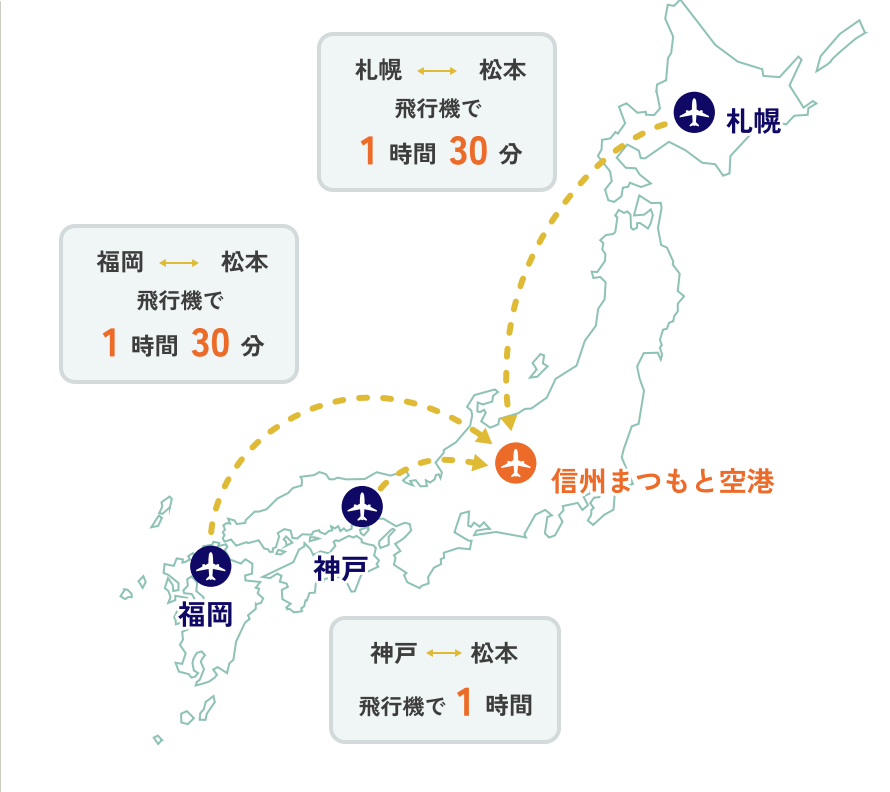 札幌 ⟷ 松本
飛行機で
1 時間 30 分
札幌
福岡 ⟷ 松本
飛行機で
1 時間 30 分
信州まつもと空港
神戸
福岡
神戸 ⟷ 松本
飛行機で 1 時間